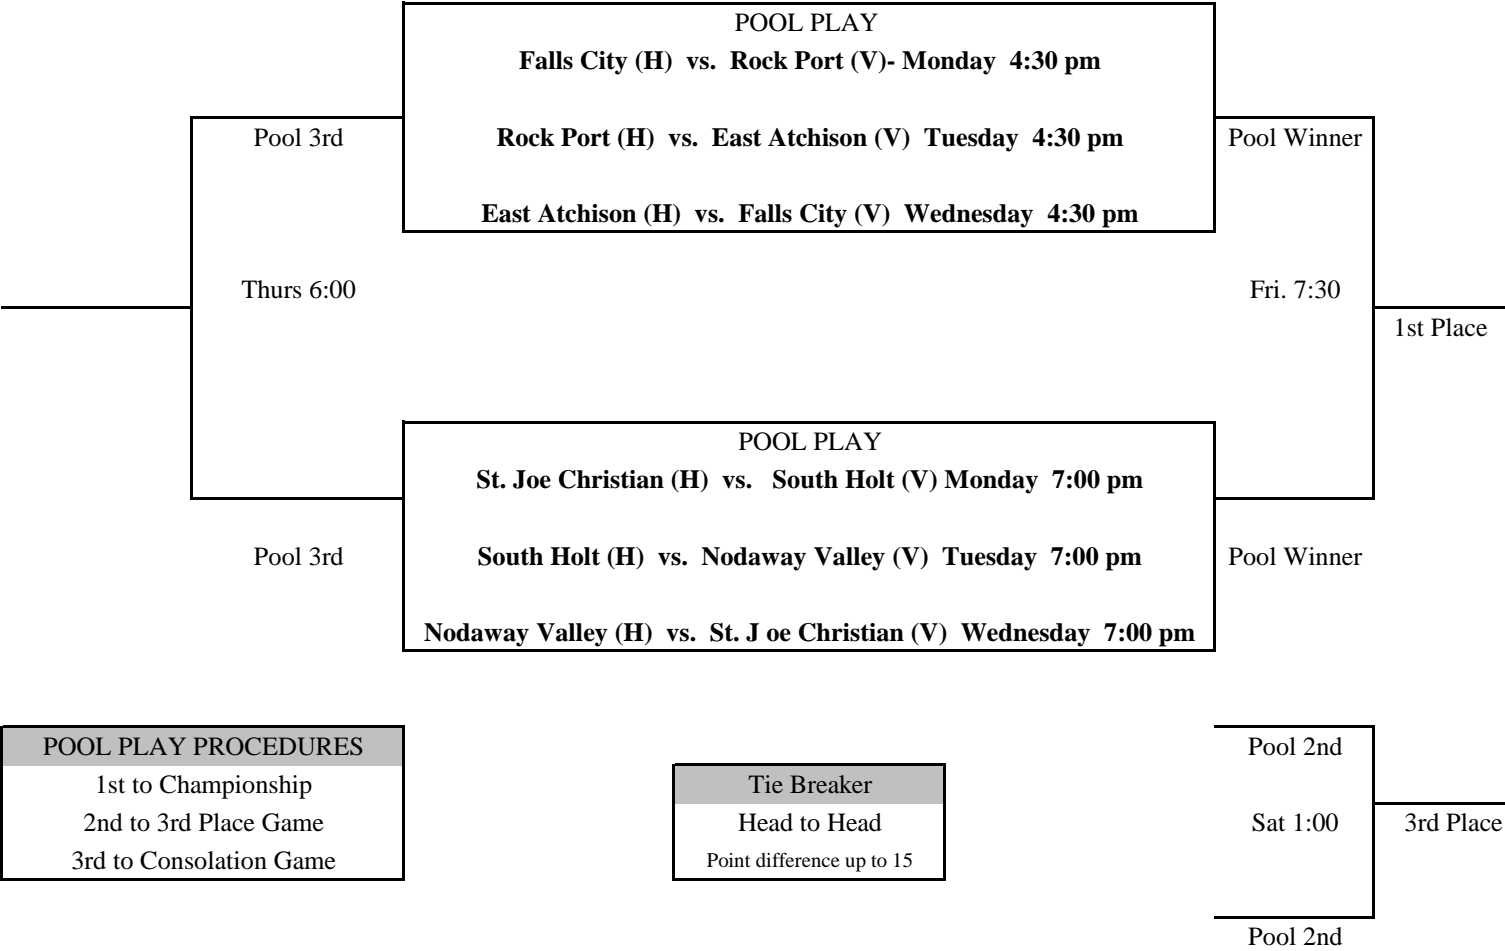 POOL PLAY
Falls City (H) vs. Rock Port (V)- Monday 4:30 pm
Pool 3rd
Rock Port (H) vs. East Atchison (V) Tuesday 4:30 pm
Pool Winner
East Atchison (H) vs. Falls City (V) Wednesday 4:30 pm
Thurs 6:00
Fri. 7:30
1st Place
POOL PLAY
St. Joe Christian (H) vs. South Holt (V) Monday 7:00 pm
Pool 3rd
South Holt (H) vs. Nodaway Valley (V) Tuesday 7:00 pm
Pool Winner
Nodaway Valley (H) vs. St. J oe Christian (V) Wednesday 7:00 pm
POOL PLAY PROCEDURES
1st to Championship
2nd to 3rd Place Game
3rd to Consolation Game
Tie Breaker
Head to Head
Point difference up to 15
Pool 2nd
Sat 1:00
3rd Place
Pool 2nd